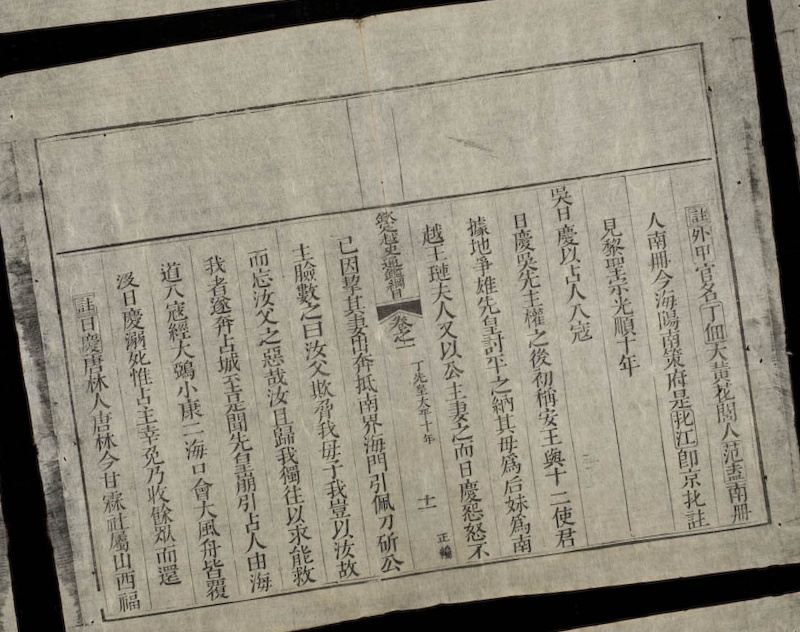 註外甲官名丁佃大黄花閭人范盍南冊
人南冊今海陽南策府是北江卽京北註
見黎聖宗光順十年
吳日慶以占人入寇
日慶吳先主權之後初稱安王與十二使君
據地爭雄先皇討平之納其母爲后妹爲南
越王璉夫人又以公主妻之而日慶怨怒不
欽定越史通鑑綱目
卷之一
丁先皇太平十年
十一
正編
已因挈其妻出奔抵南界海門引佩刀斫公
主臉數之曰汝父欺脅我母子我豈以汝故
而忘汝父之惡哉汝且歸我獨往以求能救
我者遂奔占城至是聞先皇崩引占人由海
道入寇經大鵶小康二海口會大風舟皆覆
沒日慶溺死惟占主幸免乃收餘眾而還
註日慶唐林人唐林今甘霖社屬山西福